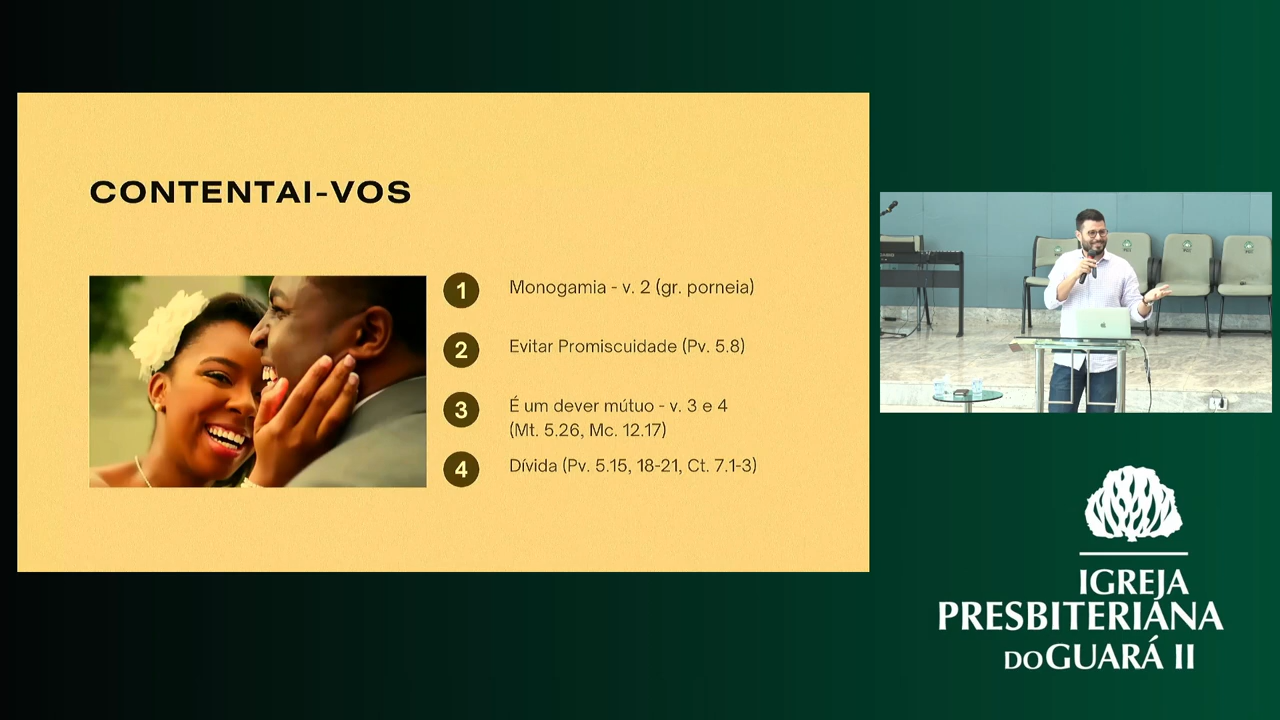 CONTENTAI-VOS
1 Monogamia - v. 2 (gr. porneia)
2 Evitar Promiscuidade (Pv. 5.8)
3 É um dever mútuo - v. 3 e 4
(Mt. 5.26, Mc. 12.17)
4 Dívida (Pv. 5.15, 18-21, Ct. 7.1-3)
IGREJA
PRESBITERIANA
DO GUARÁ II